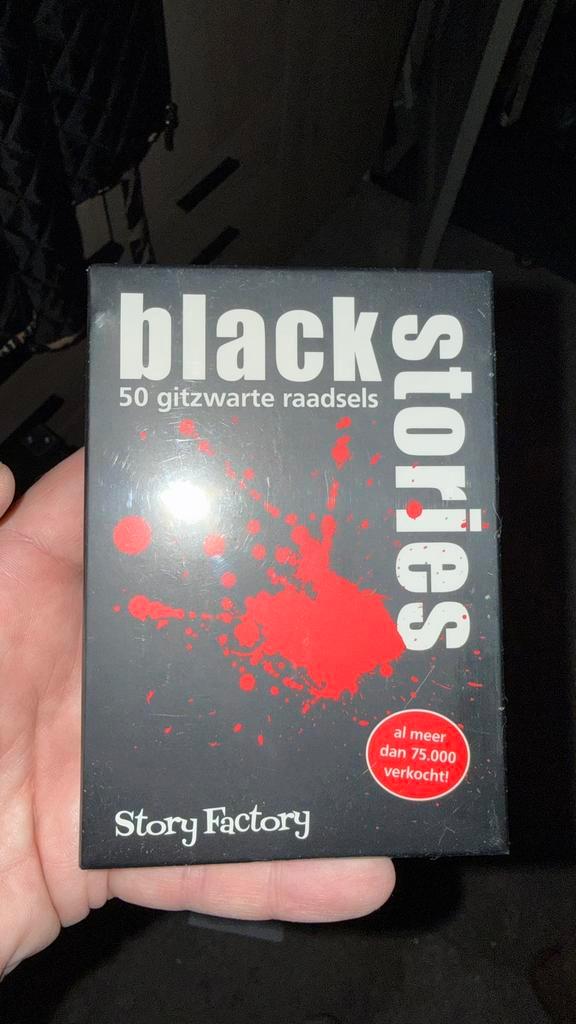 black
stories
50 gitzwarte raadsels
al meer
dan 75.000
verkocht!
Story Factory